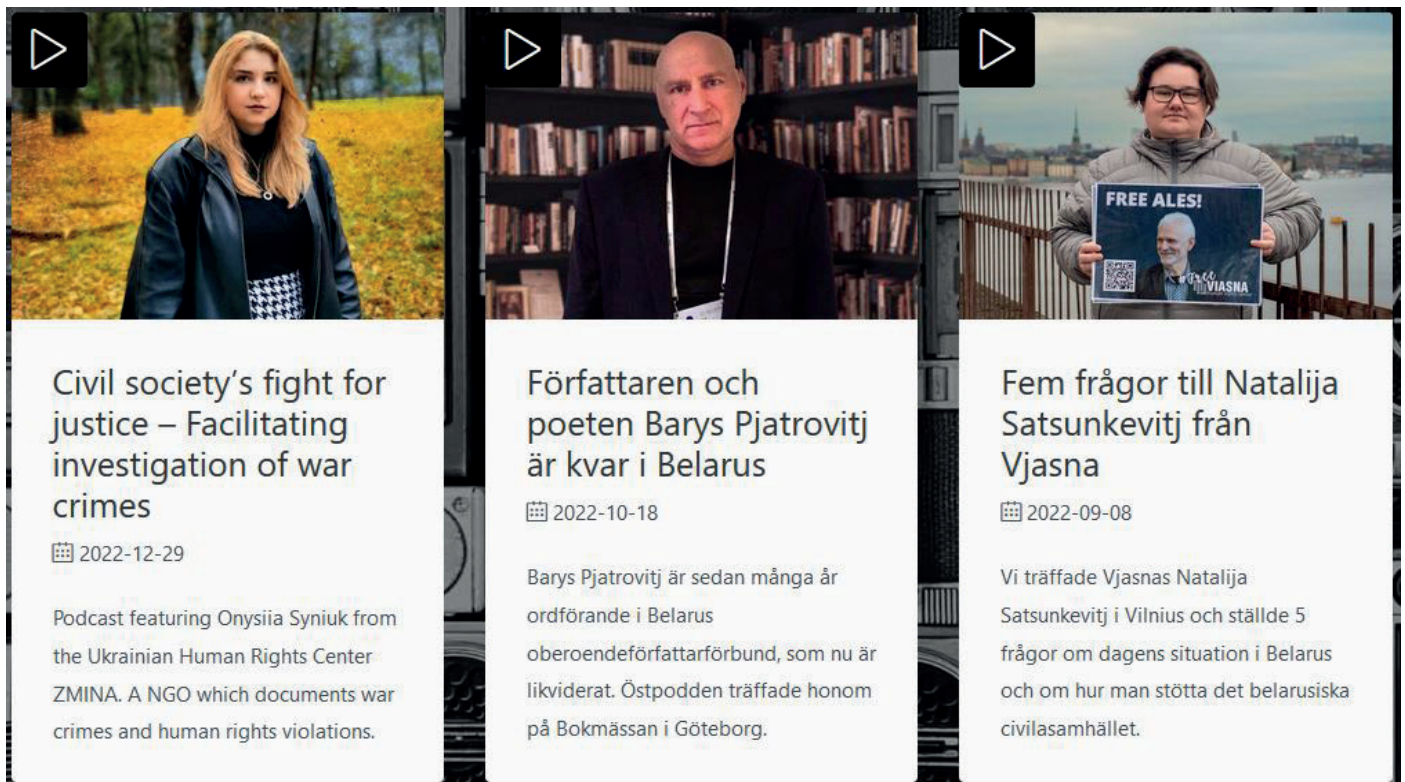 FREE ALES!
free
VIASNA
Civil society’s fight for
justice – Facilitating
investigation of war
crimes
2022-12-29
Podcast featuring Onysiia Syniuk from
the Ukrainian Human Rights Center
ZMINA. A NGO which documents war
crimes and human rights violations.
Författaren och
poeten Barys Pjatrovitj
är kvar i Belarus
2022-10-18
Barys Pjatrovitj är sedan många år
ordförande i Belarus
oberoendeförfattarförbund, som nu är
likviderat. Östpodden träffade honom
på Bokmässan i Göteborg.
Fem frågor till Natalija
Satsunkevitj från
Vjasna
2022-09-08
Vi träffade Vjasnas Natalija
Satsunkevitj i Vilnius och ställde 5
frågor om dagens situation i Belarus
och om hur man stötta det belarusiska
civilasamhället.